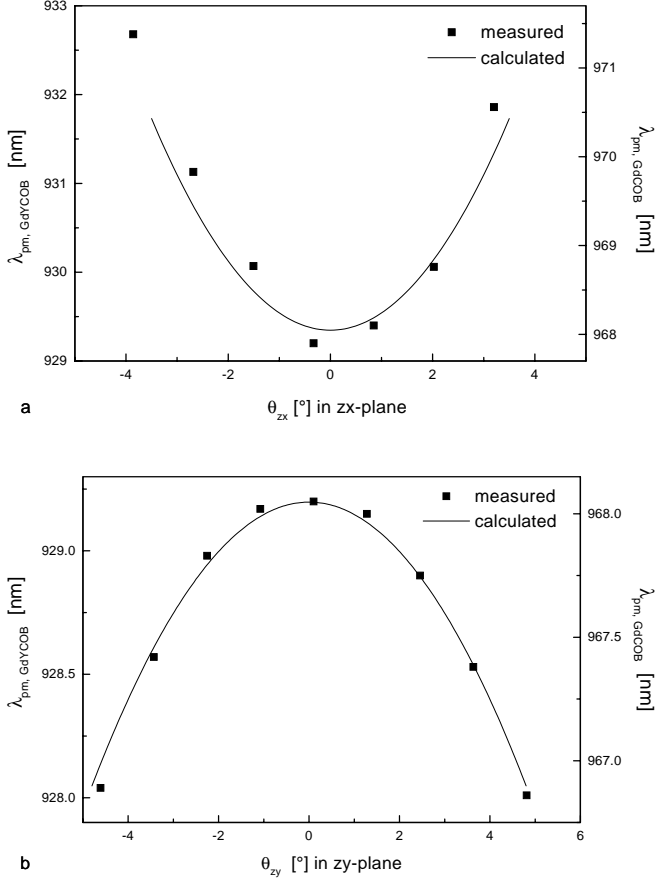 933
932
931
930
929
λpm, GdYCOB [nm]
measured
calculated
971
970
969
968
λpm, GdCOB [nm]
-4 -2 0 2 4
θzx [°] in zx-plane
a
929.0
928.5
928.0
λpm, GdYCOB [nm]
measured
calculated
968.0
967.5
967.0
λpm, GdCOB [nm]
-4 -2 0 2 4 6
θzy [°] in zy-plane
b